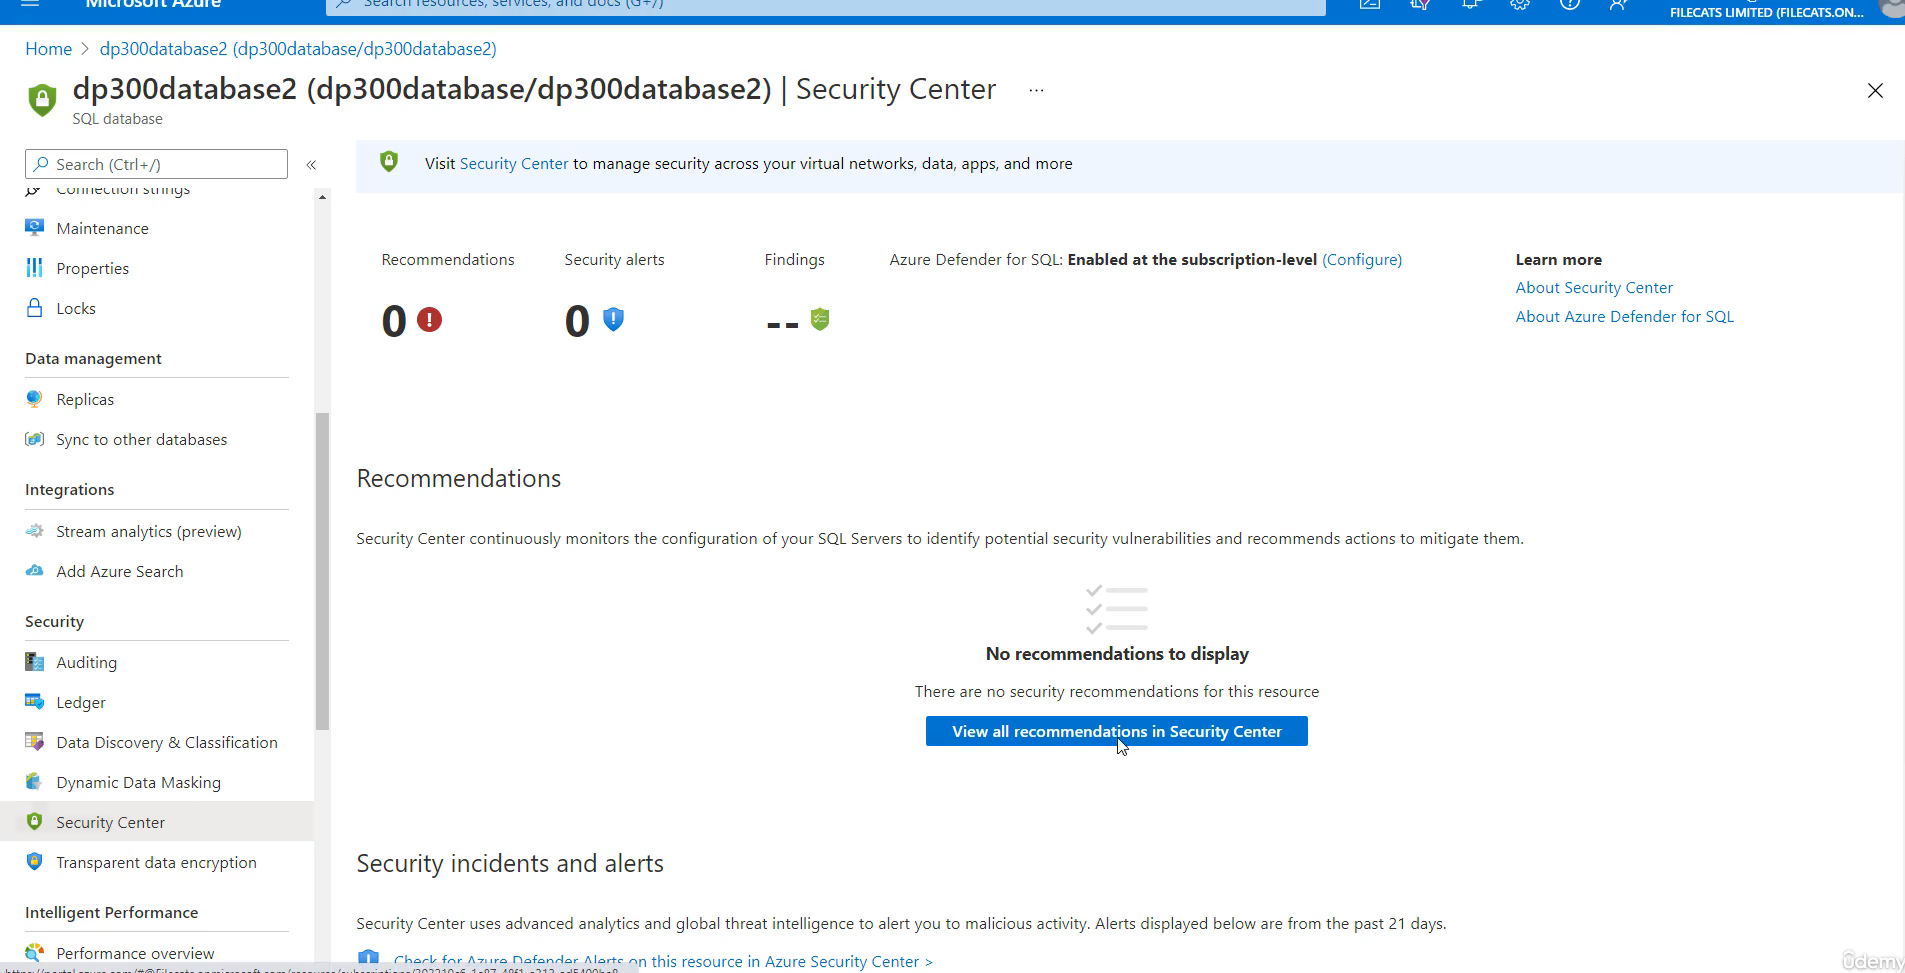 Microsoft Azure
Search resources, services, and docs (G+/)
FILECATS LIMITED (FILECATS.ON...
Home > dp300database2 (dp300database/dp300database2)
dp300database2 (dp300database/dp300database2) | Security Center ...
SQL database
Search (Ctrl+/) «
Connection strings
Maintenance
Properties
Locks
Data management
Replicas
Sync to other databases
Integrations
Stream analytics (preview)
Add Azure Search
Security
Auditing
Ledger
Data Discovery & Classification
Dynamic Data Masking
Security Center
Transparent data encryption
Intelligent Performance
Performance overview
Visit Security Center to manage security across your virtual networks, data, apps, and more
Recommendations
0
Security alerts
0
Findings
--
Azure Defender for SQL: Enabled at the subscription-level (Configure)
Learn more
About Security Center
About Azure Defender for SQL
Recommendations
Security Center continuously monitors the configuration of your SQL Servers to identify potential security vulnerabilities and recommends actions to mitigate them.
No recommendations to display
There are no security recommendations for this resource
View all recommendations in Security Center
Security incidents and alerts
Security Center uses advanced analytics and global threat intelligence to alert you to malicious activity. Alerts displayed below are from the past 21 days.
Check for Azure Defender Alerts on this resource in Azure Security Center >
ûdemy